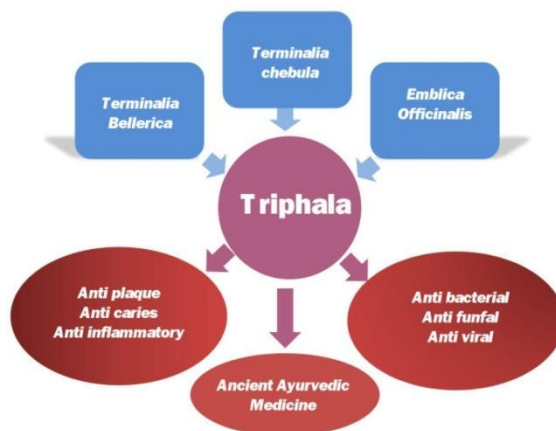 Terminalia
chebula
Terminalia
Bellerica
Emblica
Officinalis
Triphala
Anti plaque
Anti caries
Anti inflammatory
Anti bacterial
Anti funfal
Anti viral
Ancient Ayurvedic
Medicine